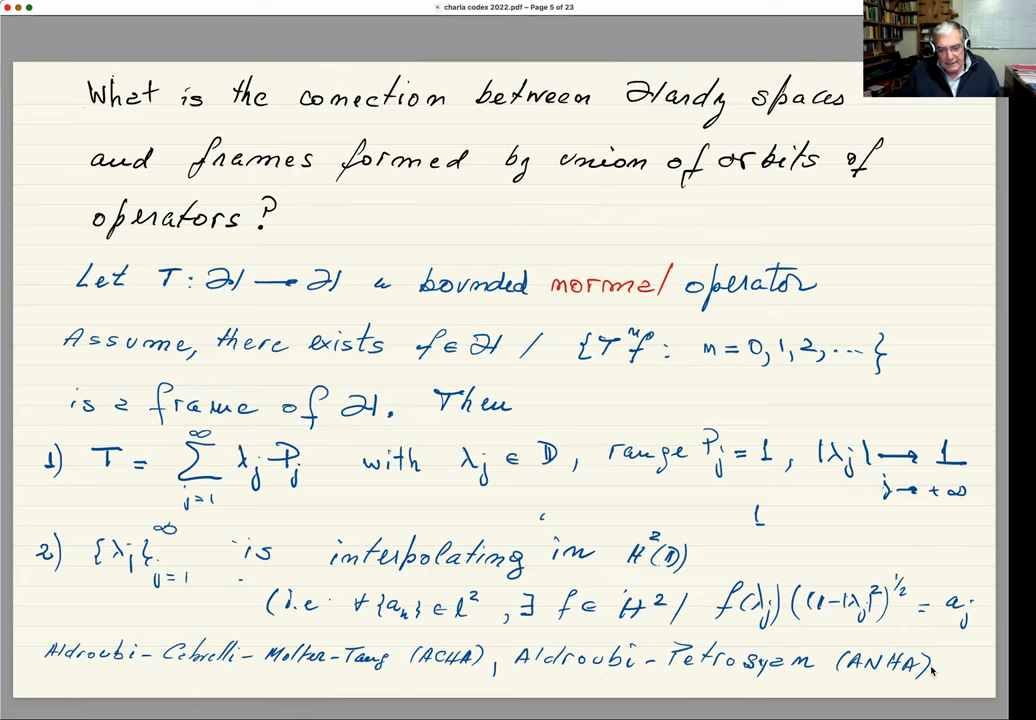 charla codex 2022.pdf – Page 5 of 23
What is the conection between Hardy spaces
and frames formed by union of orbits of
operators?
Let T: ℋ → ℋ a bounded normal operator
Assume, there exists f ∈ ℋ / {Tⁿf : n = 0, 1, 2, ...}
is a frame of ℋ. Then
1) T = ∑_{j=1}^{∞} λ_j P_j with λ_j ∈ 𝔻, range P_j = 1, |λ_j| → 1 j → +∞
2) {λ_j}_{j=1}^{∞} is interpolating in H²(𝔻)
(i.e. ∀{a_n} ∈ l², ∃ f ∈ H² / f(λ_j)((1-|λ_j|²)^{1/2} = a_j
Aldroubi - Cabrelli - Molter - Tang (ACHA), Aldroubi - Petrosyan (ANHA).